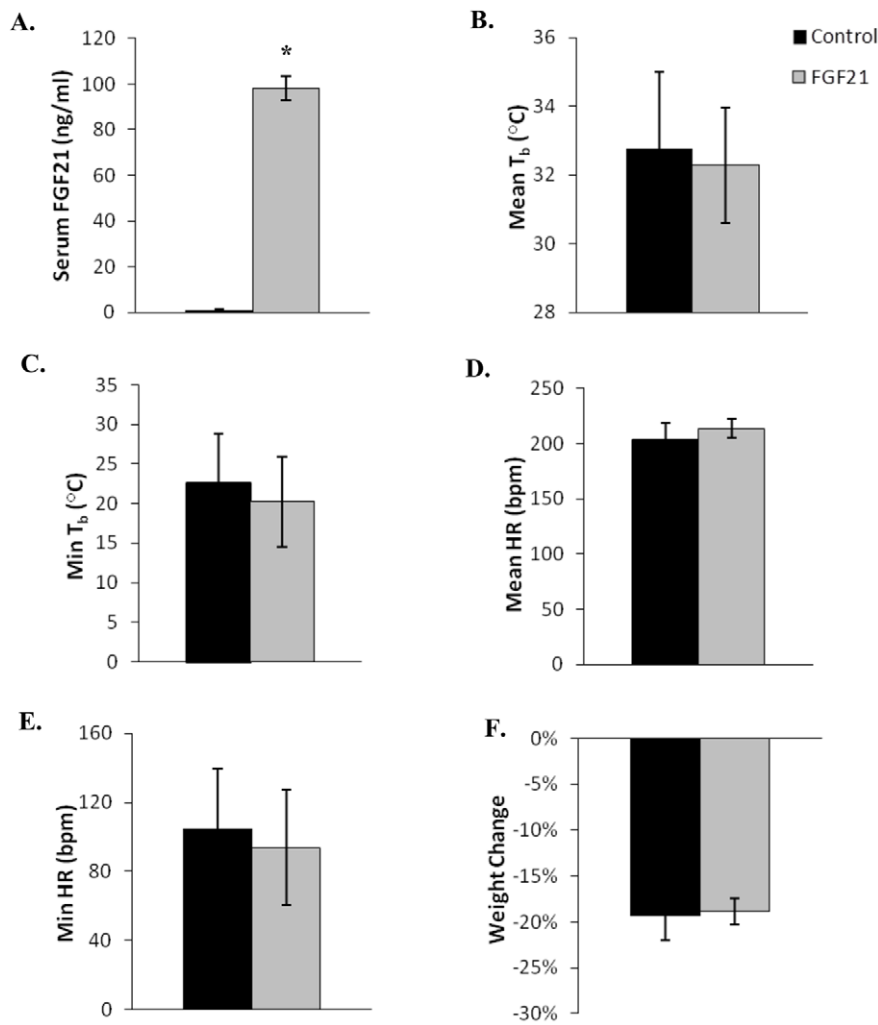 A.
Serum FGF21 (ng/ml)
120
100
80
60
40
20
0
*
B.
Mean Tb (°C)
36
34
32
30
28
Control
FGF21
C.
Min Tb (°C)
35
30
25
20
15
10
5
0
D.
Mean HR (bpm)
250
200
150
100
50
0
E.
Min HR (bpm)
160
120
80
40
0
F.
Weight Change
0%
-5%
-10%
-15%
-20%
-25%
-30%